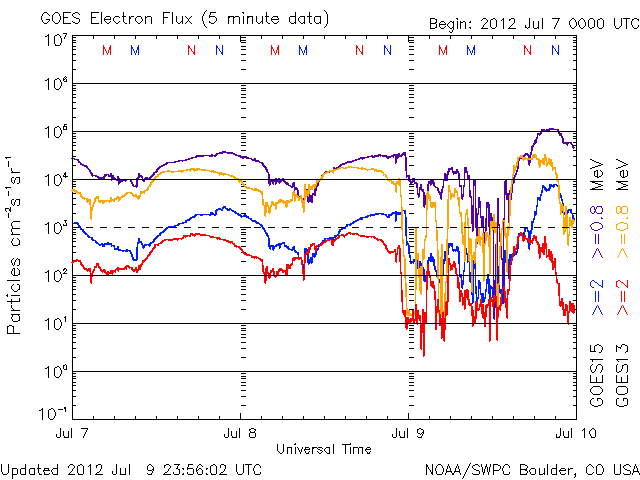 GOES Electron Flux (5 minute data)
Begin: 2012 Jul 7 0000 UTC
10⁷
M M N N M M N N M M N N
10⁶
10⁵
10⁴
10³
10²
10¹
10⁰
10⁻¹
Particles cm⁻²s⁻¹sr⁻¹
GOES15 >=2 >=0.8 MeV
GOES13 >=2 >=0.8 MeV
Jul 7 Jul 8 Jul 9 Jul 10
Universal Time
Updated 2012 Jul 9 23:56:02 UTC
NOAA/SWPC Boulder, CO USA